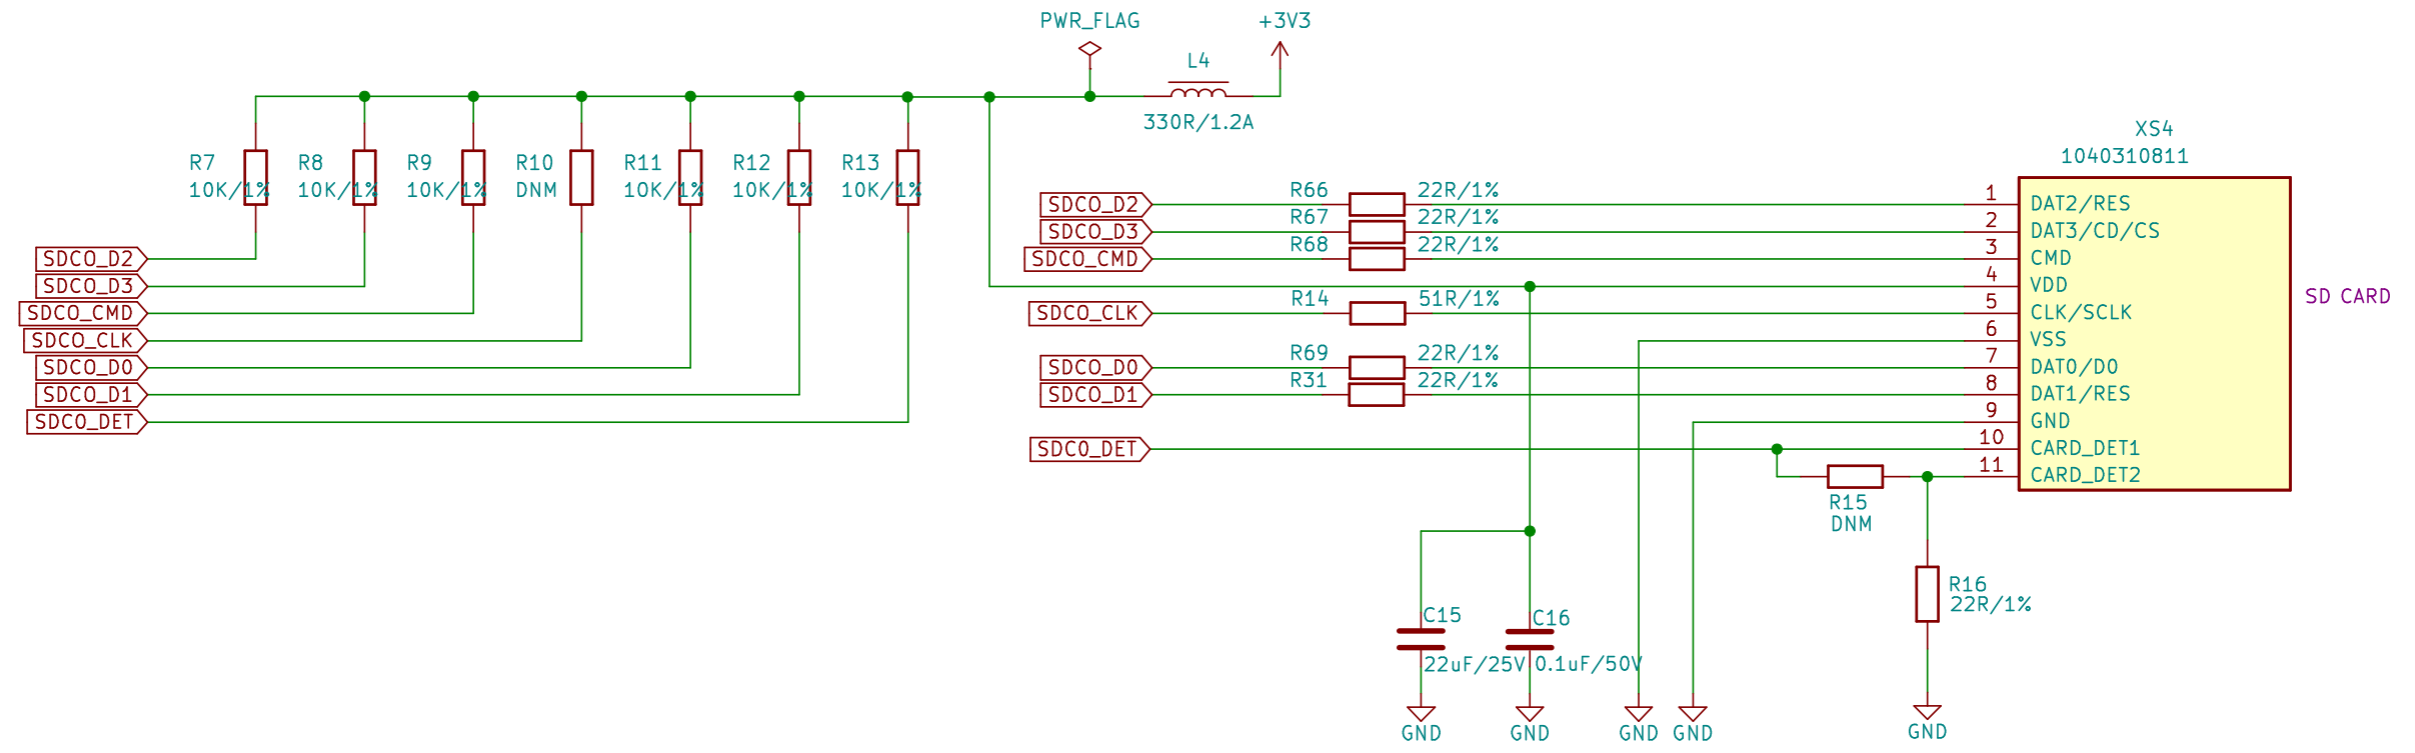 PWR_FLAG
+3V3
L4
330R/1.2A
R7
10K/1%
R8
10K/1%
R9
10K/1%
R10
DNM
R11
10K/1%
R12
10K/1%
R13
10K/1%
SDCO_D2
SDCO_D3
SDCO_CMD
SDCO_CLK
SDCO_D0
SDCO_D1
SDC0_DET
XS4
1040310811
SDCO_D2 R66 22R/1% 1 DAT2/RES
SDCO_D3 R67 22R/1% 2 DAT3/CD/CS
SDCO_CMD R68 22R/1% 3 CMD
4 VDD
SD CARD
SDCO_CLK R14 51R/1% 5 CLK/SCLK
6 VSS
SDCO_D0 R69 22R/1% 7 DAT0/D0
SDCO_D1 R31 22R/1% 8 DAT1/RES
9 GND
SDC0_DET 10 CARD_DET1
11 CARD_DET2
R15
DNM
R16
22R/1%
C15
22uF/25V
C16
0.1uF/50V
GND
GND
GND
GND
GND